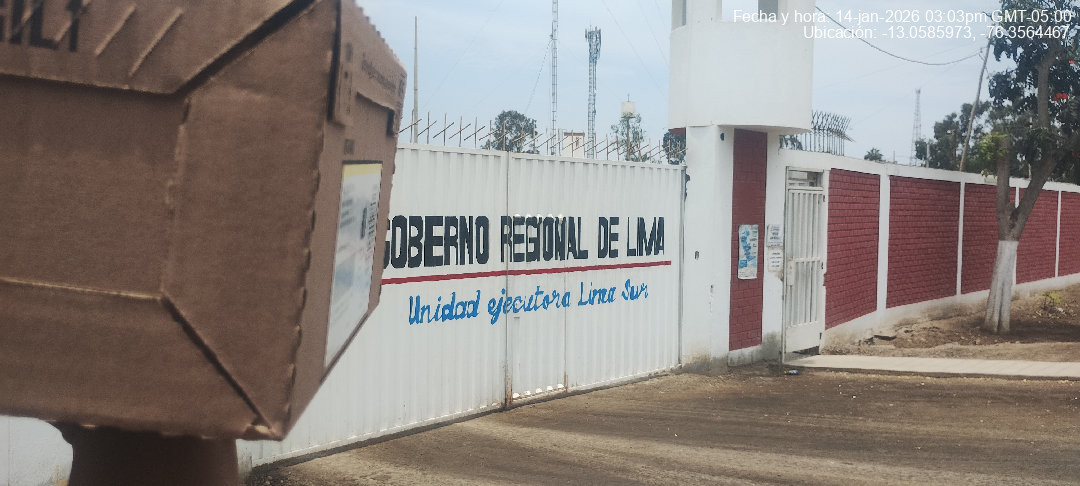 Fecha y hora: 14-jan-2026 03:03pm GMT-05:00
Ubicación: -13.0585973, -76.3564467
GOBERNO REGIONAL DE LIMA
Unidad ejecutora Lima Sur